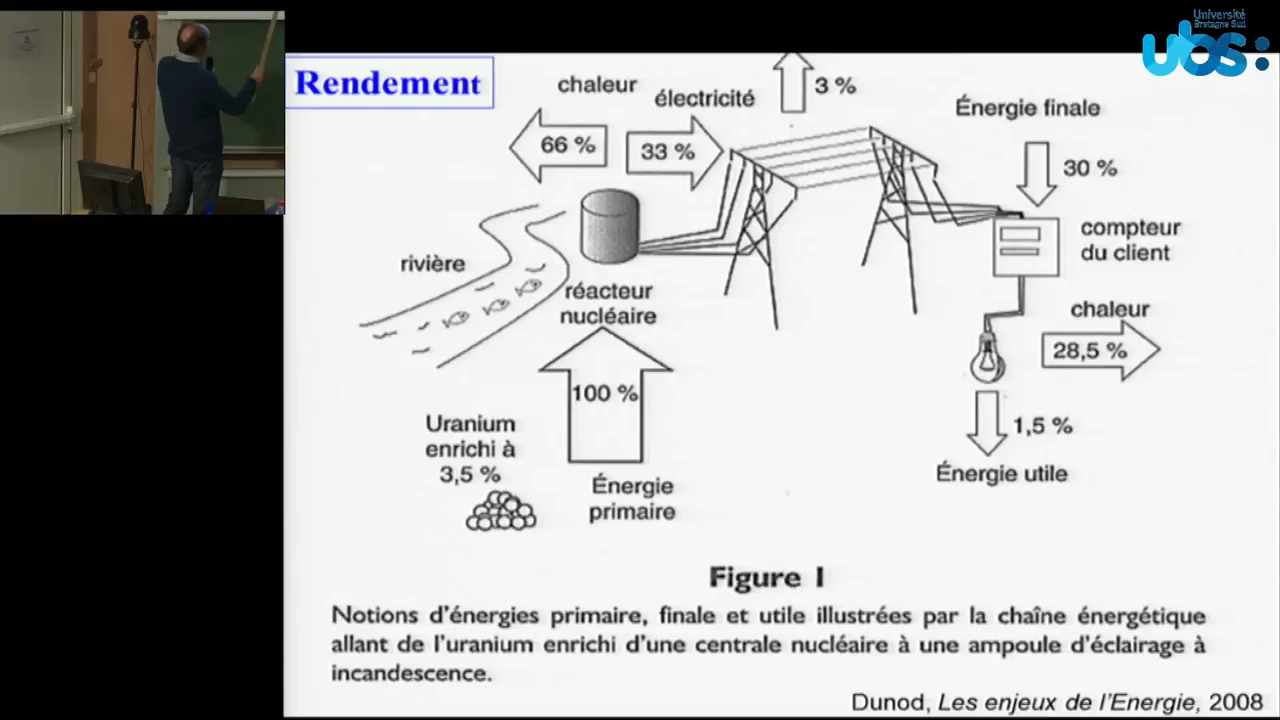 Université
Bretagne Sud
ubs:
Rendement
chaleur
électricité
3 %
66 %
33 %
Énergie finale
30 %
compteur
du client
rivière
réacteur
nucléaire
chaleur
28,5 %
100 %
1,5 %
Uranium
enrichi à
3,5 %
Énergie utile
Énergie
primaire
Figure 1
Notions d'énergies primaire, finale et utile illustrées par la chaîne énergétique
allant de l'uranium enrichi d'une centrale nucléaire à une ampoule d'éclairage à
incandescence.
Dunod, Les enjeux de l'Energie, 2008